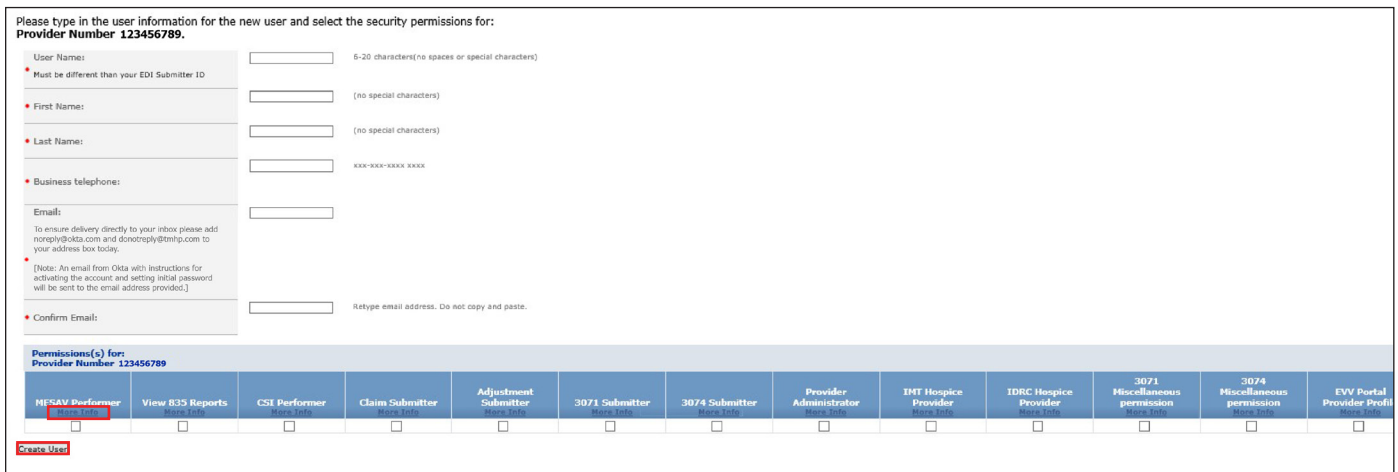 Please type in the user information for the new user and select the security permissions for:
Provider Number 123456789.
User Name:
6-20 characters(no spaces or special characters)
* Must be different than your EDI Submitter ID
(no special characters)
* First Name:
(no special characters)
* Last Name:
xxx-xxx-xxxx xxxx
* Business telephone:
Email:
To ensure delivery directly to your inbox please add
noreply@okta.com and donotreply@tmhp.com to
your address box today.
*
[Note: An email from Okta with instructions for
activating the account and setting initial password
will be sent to the email address provided.]
Retype email address. Do not copy and paste.
* Confirm Email:
Permissions(s) for:
Provider Number 123456789
MESAV Performer
More Info
View 835 Reports
More Info
CSI Performer
More Info
Claim Submitter
More Info
Adjustment
Submitter
More Info
3071 Submitter
More Info
3074 Submitter
More Info
Provider
Administrator
More Info
IMT Hospice
Provider
More Info
IDRC Hospice
Provider
More Info
3071
Miscellaneous
permission
More Info
3074
Miscellaneous
permission
More Info
EVV Portal
Provider Profil
More Info
Create User